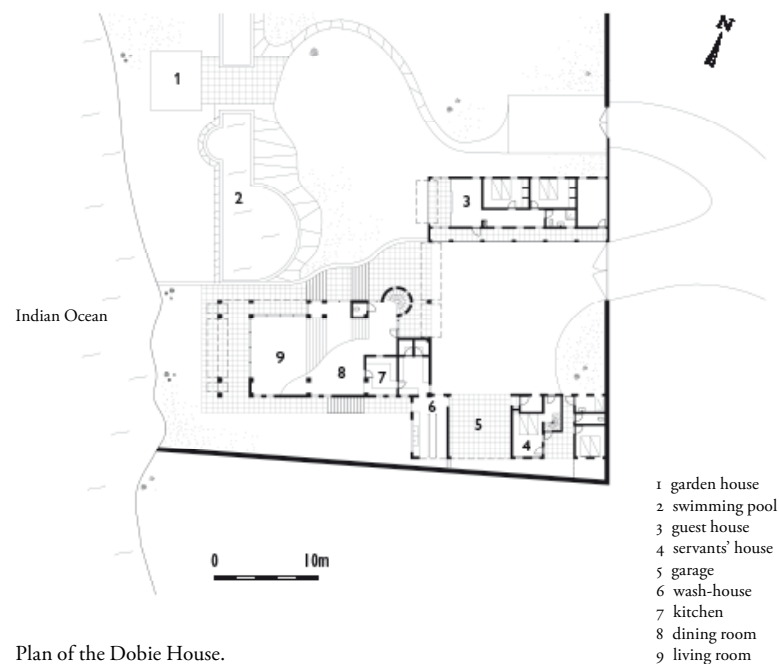 N
1
2
3
Indian Ocean
9
8
7
6
5
4
0 10m
1 garden house
2 swimming pool
3 guest house
4 servants' house
5 garage
6 wash-house
7 kitchen
8 dining room
9 living room
Plan of the Dobie House.